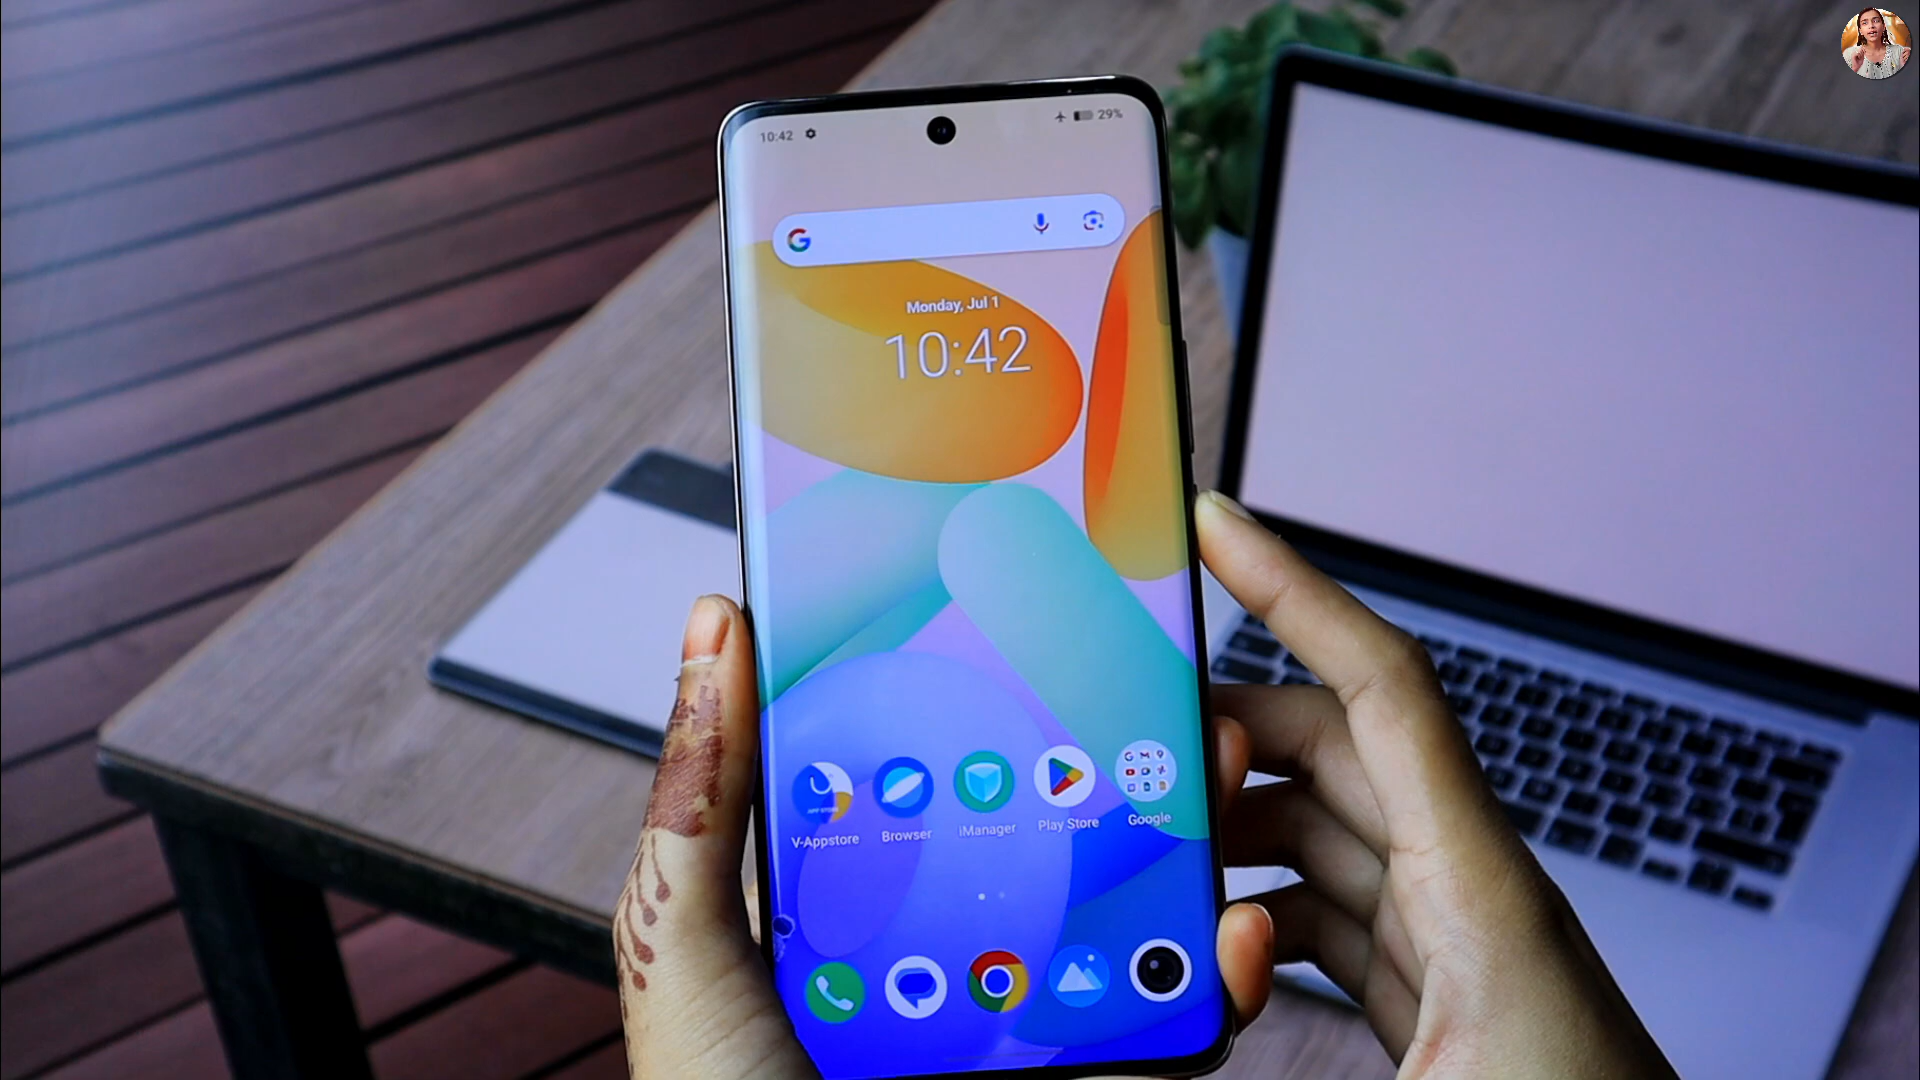 10:42
29%
Monday, Jul 1
10:42
V-Appstore
Browser
iManager
Play Store
Google